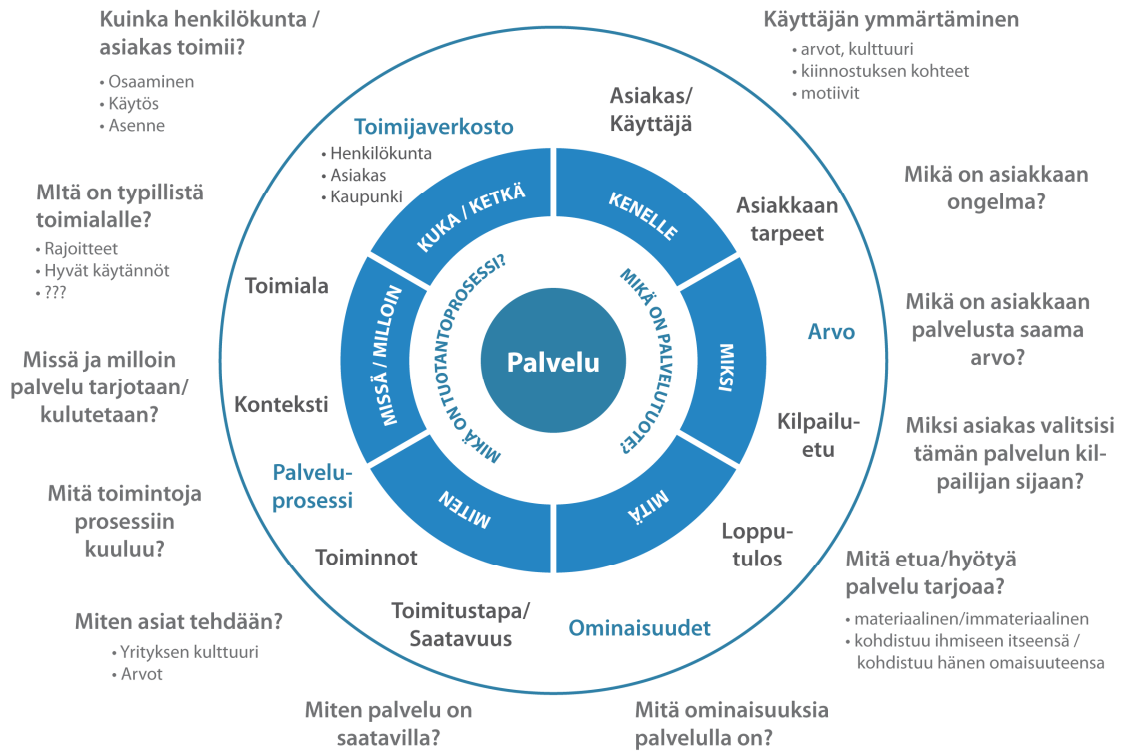 Kuinka henkilökunta /
asiakas toimii?
• Osaaminen
• Käytös
• Asenne
Käyttäjän ymmärtäminen
• arvot, kulttuuri
• kiinnostuksen kohteet
• motiivit
Toimijaverkosto
• Henkilökunta
• Asiakas
• Kaupunki
Asiakas/
Käyttäjä
MItä on typillistä
toimialalle?
• Rajoitteet
• Hyvät käytännöt
• ???
Mikä on asiakkaan
ongelma?
KUKA / KETKÄ
KENELLE
Asiakkaan
tarpeet
Toimiala
MISSÄ / MILLOIN
MIKÄ ON TUOTANTOPROSESSI?
Palvelu
MIKÄ ON PALVELUTUOTE?
MIKSI
Arvo
Mikä on asiakkaan
palvelusta saama
arvo?
Missä ja milloin
palvelu tarjotaan/
kulutetaan?
Konteksti
Kilpailu-
etu
Miksi asiakas valitsisi
tämän palvelun kil-
pailijan sijaan?
Palvelu-
prosessi
Mitä toimintoja
prosessiin
kuuluu?
MITEN
MITÄ
Toiminnot
Loppu-
tulos
Mitä etua/hyötyä
palvelu tarjoaa?
• materiaalinen/immateriaalinen
• kohdistuu ihmiseen itseensä /
kohdistuu hänen omaisuuteensa
Miten asiat tehdään?
• Yrityksen kulttuuri
• Arvot
Toimitustapa/
Saatavuus
Ominaisuudet
Miten palvelu on
saatavilla?
Mitä ominaisuuksia
palvelulla on?